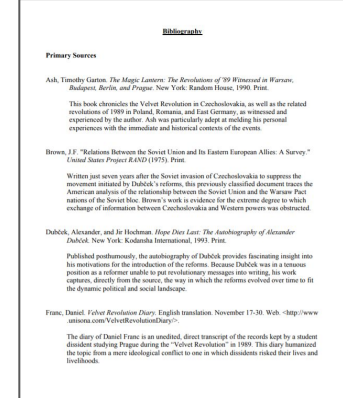 Bibliography
Primary Sources
Ash, Timothy Garton. The Magic Lantern: The Revolutions of '89 Witnessed in Warsaw,
Budapest, Berlin, and Prague. New York: Random House, 1990. Print.
This book chronicles the Velvet Revolution in Czechoslovakia, as well as the related
revolutions of 1989 in Poland, Romania, and East Germany, as witnessed and
experienced by the author. Ash was particularly adept at melding his personal
experiences with the immediate and historical contexts of the events.
Brown, J.F. "Relations Between the Soviet Union and Its Eastern European Allies: A Survey."
United States Project RAND (1975). Print.
Written just seven years after the Soviet invasion of Czechoslovakia to suppress the
movement initiated by Dubček's reforms, this previously classified document traces the
American analysis of the relationship between the Soviet Union and the Warsaw Pact
nations of the Soviet bloc. Brown's work is evidence for the extreme degree to which
exchange of information between Czechoslovakia and Western powers was obstructed.
Dubček, Alexander, and Jir Hochman. Hope Dies Last: The Autobiography of Alexander
Dubček. New York: Kodansha International, 1993. Print.
Published posthumously, the autobiography of Dubček provides fascinating insight into
his motivations for the introduction of the reforms. Because Dubček was in a tenuous
position as a reformer unable to put revolutionary messages into writing, his work
captures, directly from the source, the way in which the reforms evolved over time to fit
the dynamic political and social landscape.
Franc, Daniel. Velvet Revolution Diary. English translation. November 17-30. Web. <http://www
.unisona.com/VelvetRevolutionDiary/>.
The diary of Daniel Franc is an unedited, direct transcript of the records kept by a student
dissident studying Prague during the "Velvet Revolution" in 1989. This diary humanized
the topic from a mere ideological conflict to one in which dissidents risked their lives and
livelihoods.